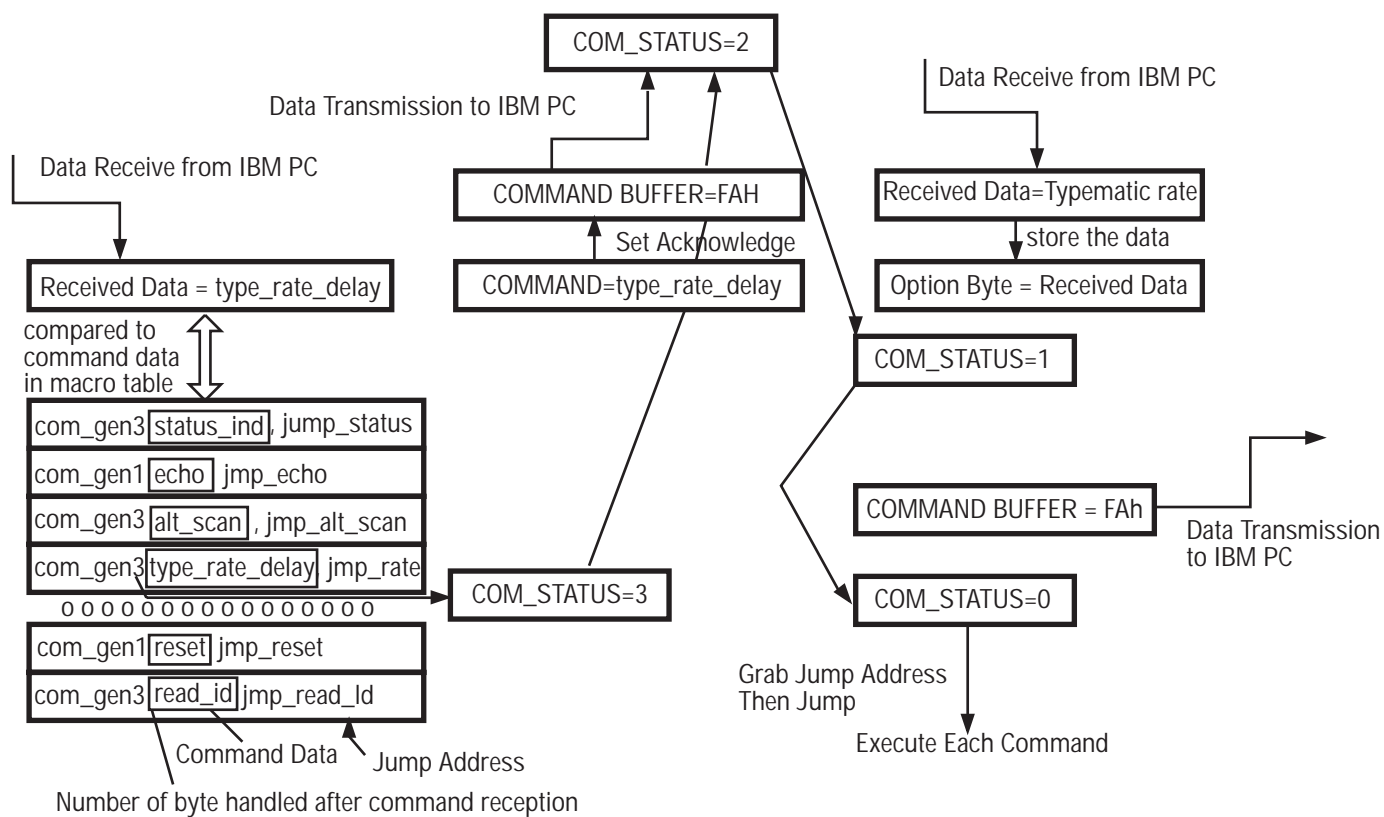 COM_STATUS=2
Data Receive from IBM PC
Data Transmission to IBM PC
Data Receive from IBM PC
COMMAND BUFFER=FAH
Received Data=Typematic rate
Set Acknowledge
store the data
Received Data = type_rate_delay
COMMAND=type_rate_delay
Option Byte = Received Data
compared to
command data
in macro table
COM_STATUS=1
com_gen3 status_ind, jump_status
com_gen1 echo jmp_echo
com_gen3 alt_scan , jmp_alt_scan
com_gen3 type_rate_delay, jmp_rate
o o o o o o o o o o o o o o o o
COMMAND BUFFER = FAh
Data Transmission
to IBM PC
COM_STATUS=3
COM_STATUS=0
com_gen1 reset jmp_reset
com_gen3 read_id jmp_read_Id
Grab Jump Address
Then Jump
Execute Each Command
Command Data
Jump Address
Number of byte handled after command reception